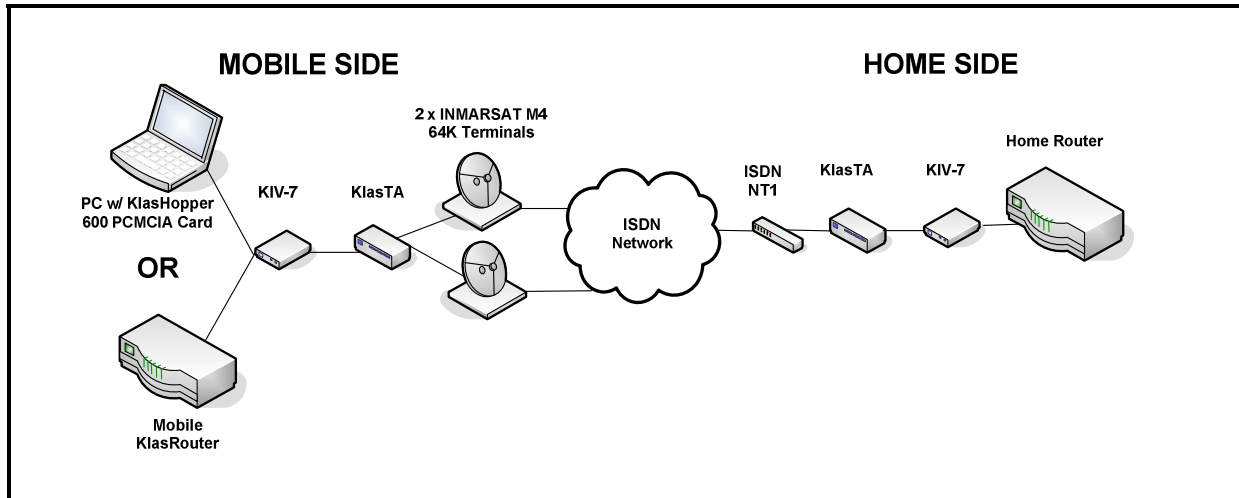 MOBILE SIDE
HOME SIDE
2 x INMARSAT M4
64K Terminals
Home Router
PC w/ KlasHopper
600 PCMCIA Card
KIV-7
KlasTA
ISDN
Network
ISDN
NT1
KlasTA
KIV-7
OR
Mobile
KlasRouter